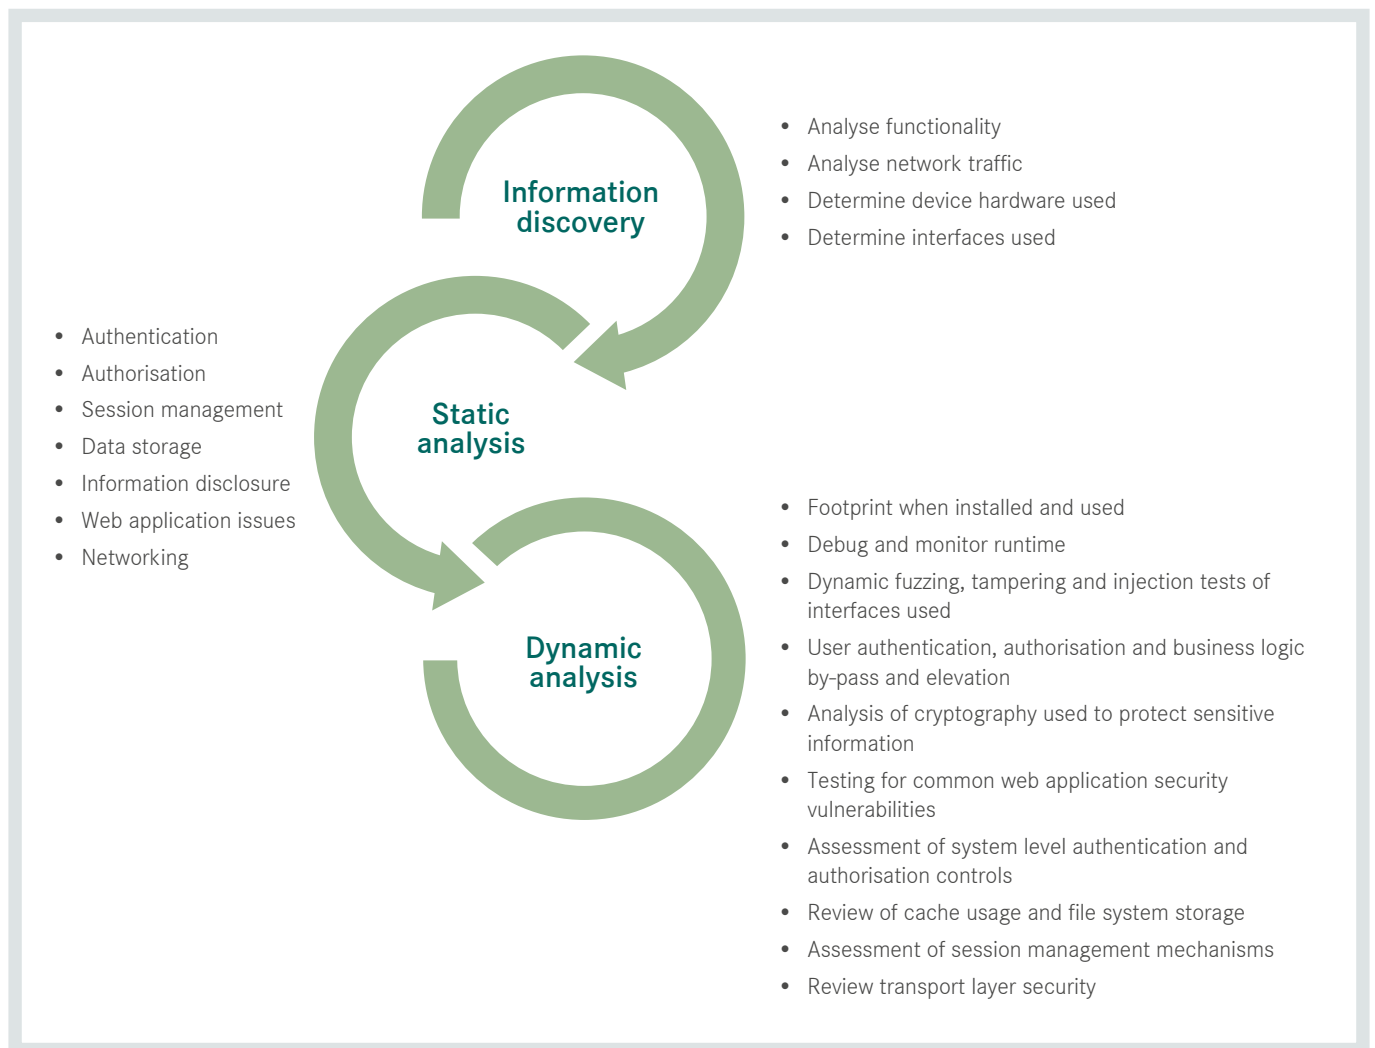 Information
discovery
• Analyse functionality
• Analyse network traffic
• Determine device hardware used
• Determine interfaces used
Static
analysis
• Authentication
• Authorisation
• Session management
• Data storage
• Information disclosure
• Web application issues
• Networking
Dynamic
analysis
• Footprint when installed and used
• Debug and monitor runtime
• Dynamic fuzzing, tampering and injection tests of
interfaces used
• User authentication, authorisation and business logic
by-pass and elevation
• Analysis of cryptography used to protect sensitive
information
• Testing for common web application security
vulnerabilities
• Assessment of system level authentication and
authorisation controls
• Review of cache usage and file system storage
• Assessment of session management mechanisms
• Review transport layer security